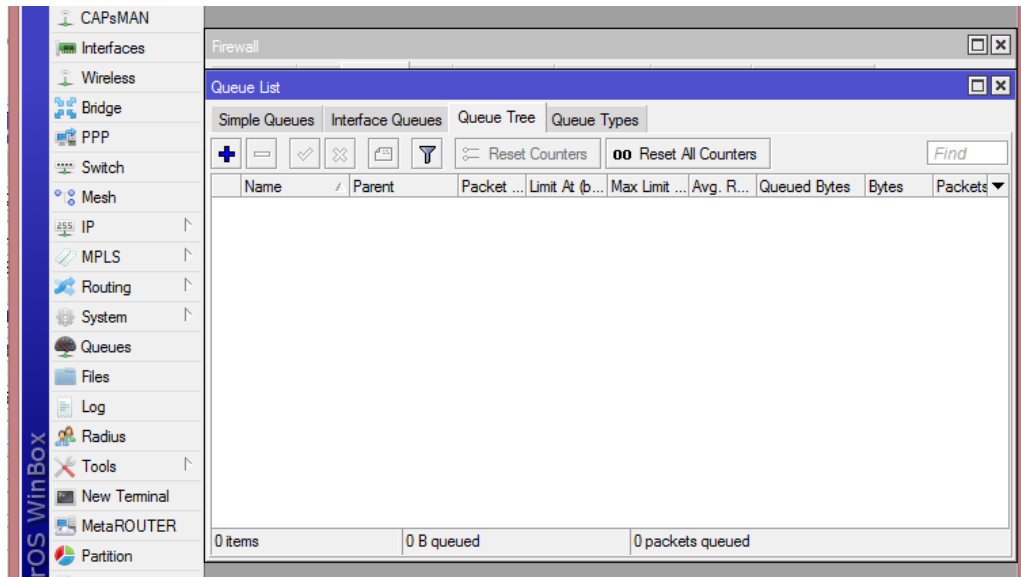 CAPsMAN
Interfaces
Wireless
Bridge
PPP
Switch
Mesh
255 IP
MPLS
Routing
System
Queues
Files
Log
Radius
Tools
New Terminal
MetaROUTER
Partition
rOS WinBox
Firewall
Queue List
Simple Queues Interface Queues Queue Tree Queue Types
Reset Counters 00 Reset All Counters Find
Name Parent Packet ... Limit At (b... Max Limit ... Avg. R... Queued Bytes Bytes Packets
0 items 0 B queued 0 packets queued